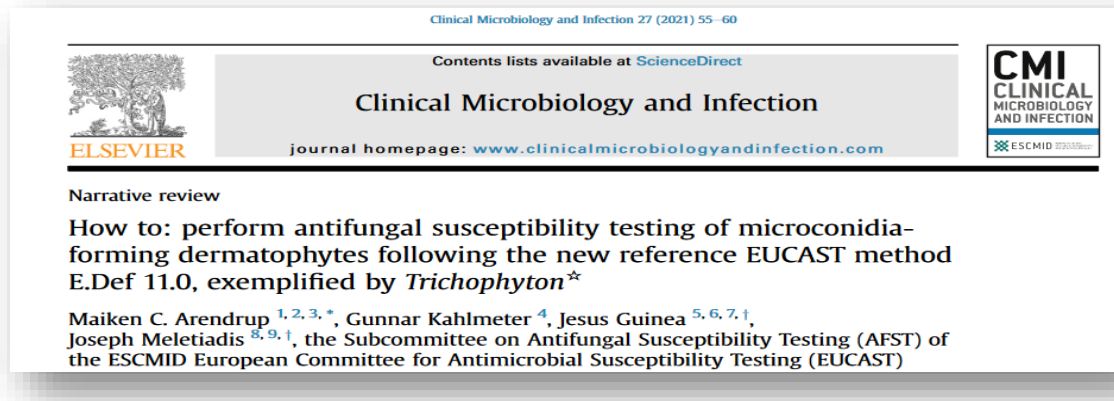 Clinical Microbiology and Infection 27 (2021) 55–60
Contents lists available at ScienceDirect
Clinical Microbiology and Infection
journal homepage: www.clinicalmicrobiologyandinfection.com
ELSEVIER
CMI
CLINICAL
MICROBIOLOGY
AND INFECTION
ESCMID
Narrative review
How to: perform antifungal susceptibility testing of microconidia-
forming dermatophytes following the new reference EUCAST method
E.Def 11.0, exemplified by Trichophyton☆
Maiken C. Arendrup 1, 2, 3, *, Gunnar Kahlmeter 4, Jesus Guinea 5, 6, 7, †,
Joseph Meletiadis 8, 9, †, the Subcommittee on Antifungal Susceptibility Testing (AFST) of
the ESCMID European Committee for Antimicrobial Susceptibility Testing (EUCAST)